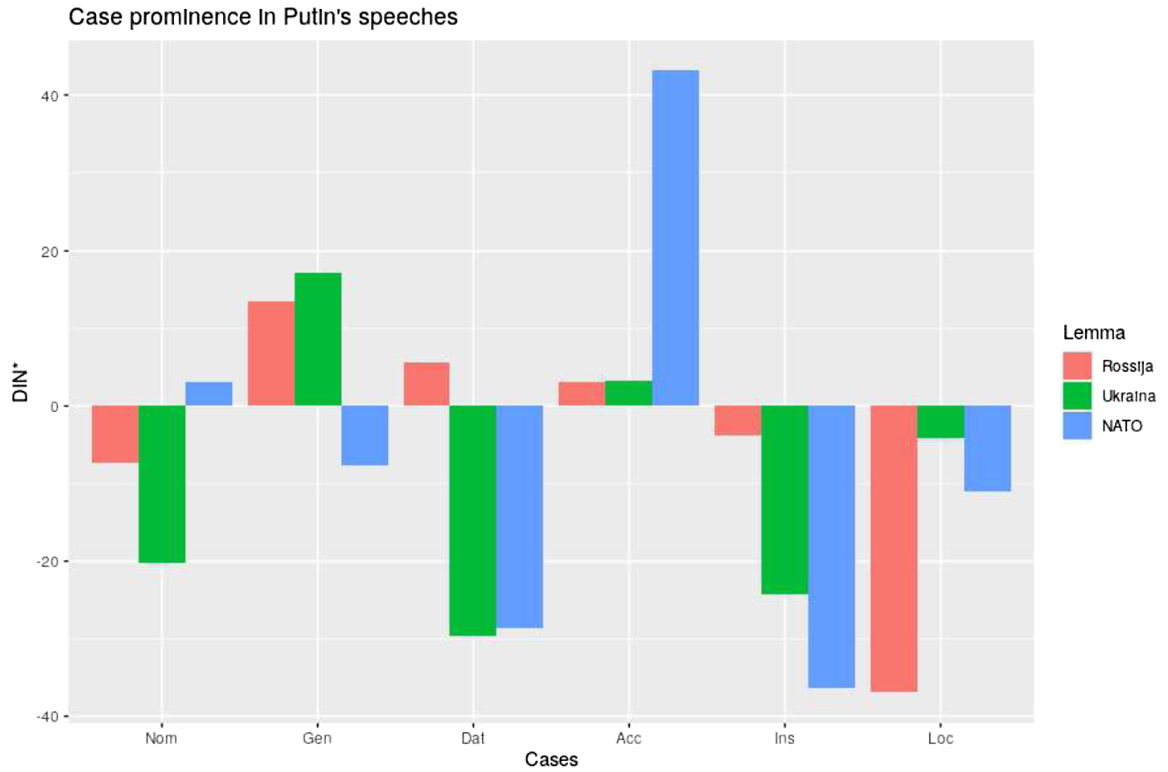 Case prominence in Putin's speeches
40
20
0
-20
-40
DIN*
Nom Gen Dat Acc Ins Loc
Cases
Lemma
Rossija
Ukraina
NATO